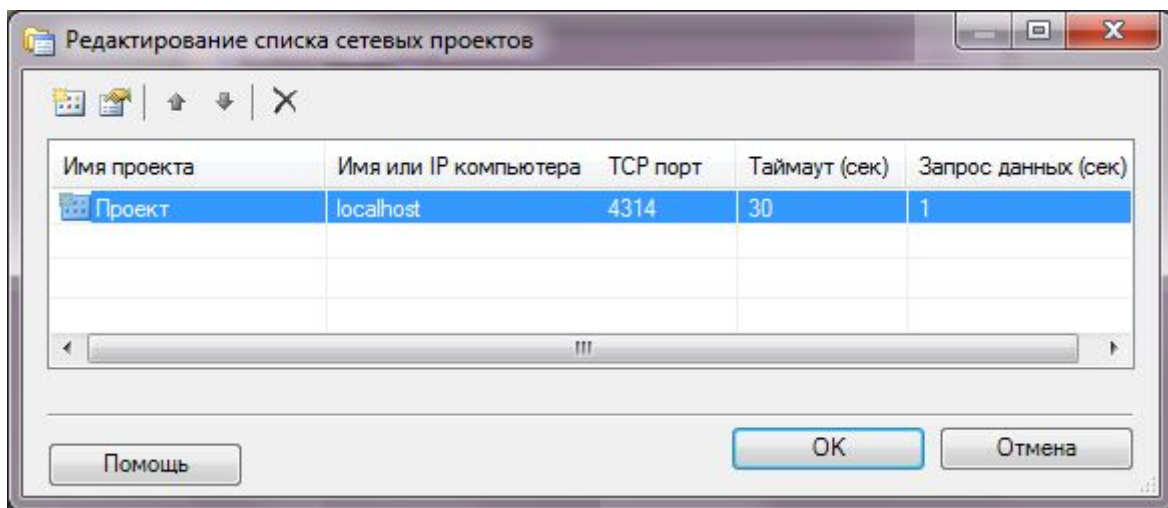 Редактирование списка сетевых проектов
Имя проекта Имя или IP компьютера TCP порт Таймаут (сек) Запрос данных (сек)
Проект localhost 4314 30 1
Помощь OK Отмена